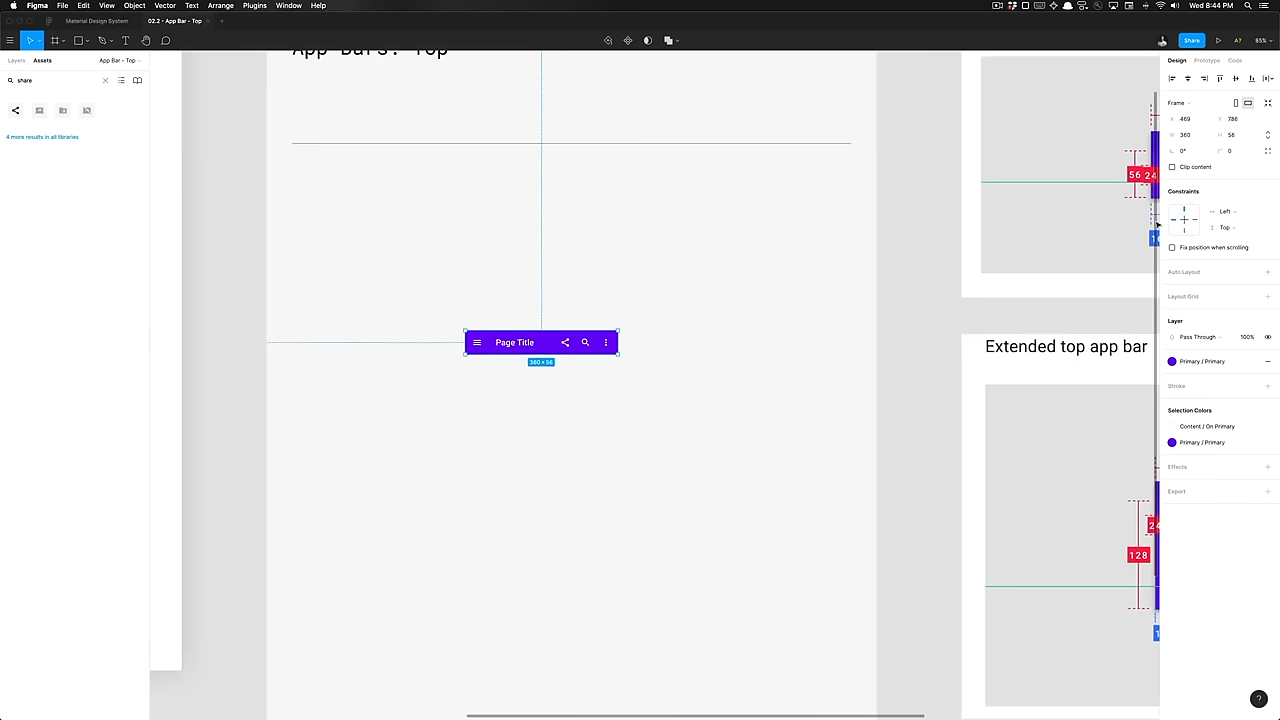 Figma File Edit View Object Vector Text Arrange Plugins Window Help
Wed 8:44 PM
Material Design System
02.2 - App Bar - Top
Share
A?
85%
Layers Assets App Bar - Top
share
4 more results in all libraries
App Bars: Top
Page Title
360 × 56
56 24
Extended top app bar
128
24
Design Prototype Code
Frame
X 469 Y 786
W 360 H 56
0° 0
Clip content
Constraints
Left
Top
Fix position when scrolling
Auto Layout
Layout Grid
Layer
Pass Through 100%
Primary / Primary
Stroke
Selection Colors
Content / On Primary
Primary / Primary
Effects
Export
?